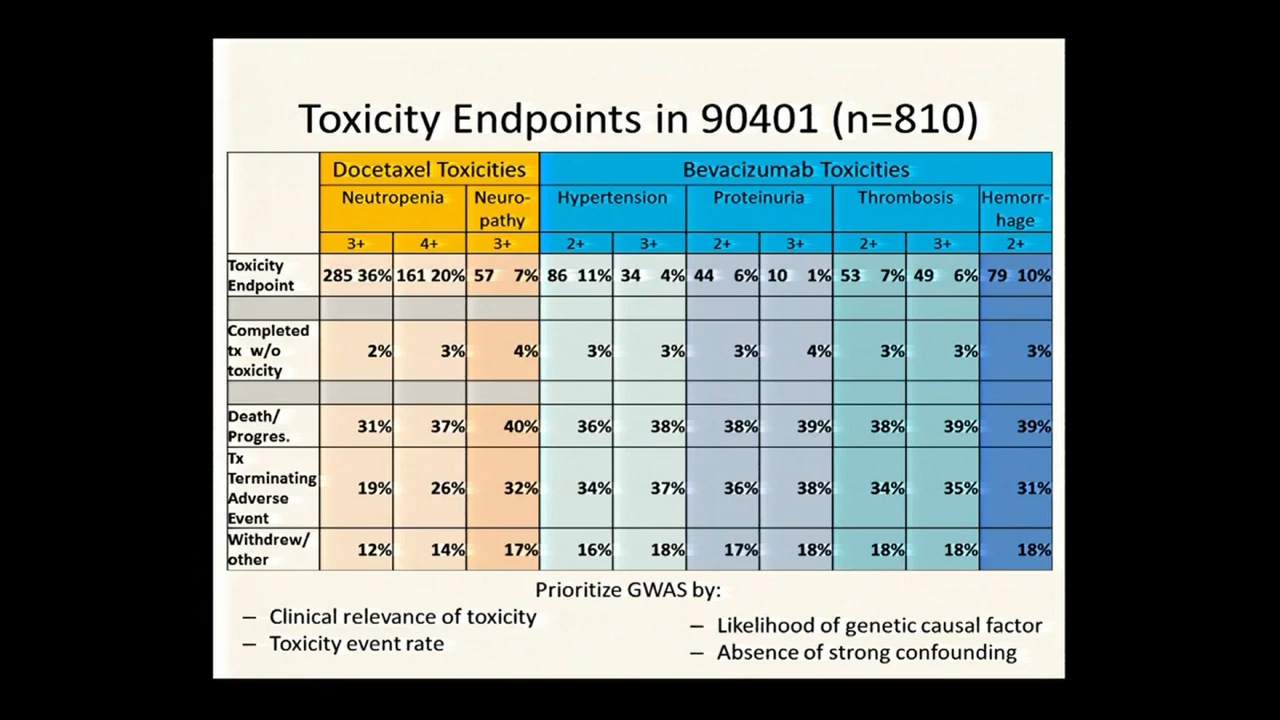 Toxicity Endpoints in 90401 (n=810)
Docetaxel Toxicities Bevacizumab Toxicities
Neutropenia Neuro- Hypertension Proteinuria Thrombosis Hemorr-
pathy hage
3+ 4+ 3+ 2+ 3+ 2+ 3+ 2+ 3+ 2+
Toxicity
Endpoint 285 36% 161 20% 57 7% 86 11% 34 4% 44 6% 10 1% 53 7% 49 6% 79 10%
Completed
tx w/o 2% 3% 4% 3% 3% 3% 4% 3% 3% 3%
toxicity
Death/
Progres. 31% 37% 40% 36% 38% 38% 39% 38% 39% 39%
Tx
Terminating
Adverse 19% 26% 32% 34% 37% 36% 38% 34% 35% 31%
Event
Withdrew/
other 12% 14% 17% 16% 18% 17% 18% 18% 18% 18%
Prioritize GWAS by:
– Clinical relevance of toxicity
– Toxicity event rate
– Likelihood of genetic causal factor
– Absence of strong confounding